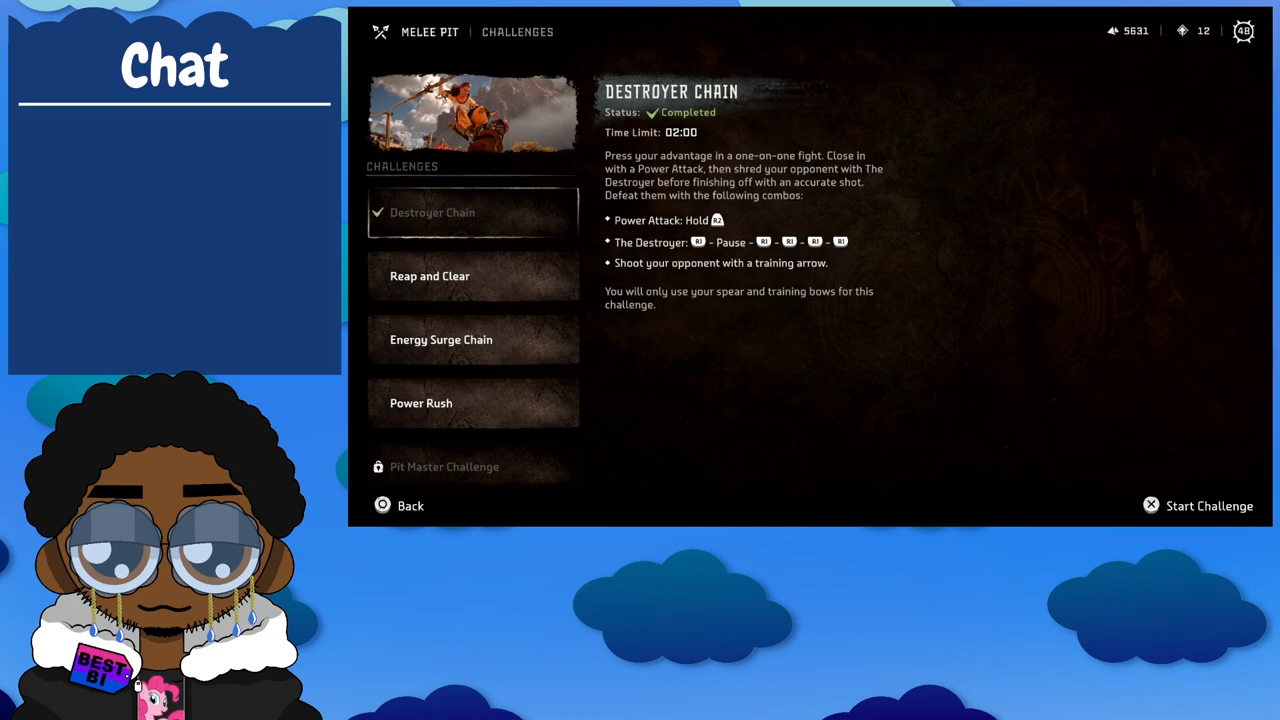 Chat
MELEE PIT | CHALLENGES
5631 | 12 | 48
DESTROYER CHAIN
Status: Completed
Time Limit: 02:00
Press your advantage in a one-on-one fight. Close in
with a Power Attack, then shred your opponent with The
Destroyer before finishing off with an accurate shot.
Defeat them with the following combos:
Power Attack: Hold R2
The Destroyer: R1 - Pause - R1 - R1 - R1 - R1
Shoot your opponent with a training arrow.
You will only use your spear and training bows for this
challenge.
CHALLENGES
Destroyer Chain
Reap and Clear
Energy Surge Chain
Power Rush
Pit Master Challenge
Back
Start Challenge
BEST
BI